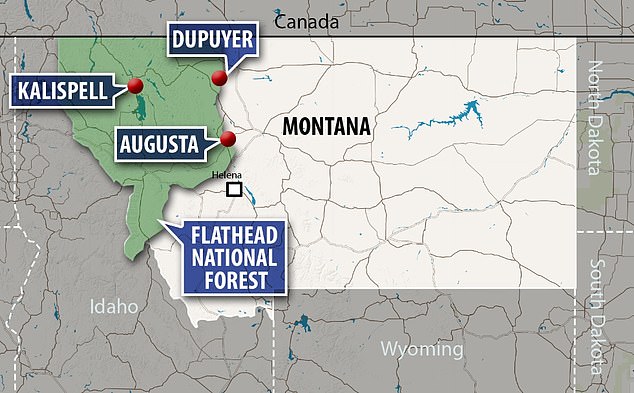 Canada
DUPUYER
KALISPELL
AUGUSTA
MONTANA
Helena
FLATHEAD
NATIONAL
FOREST
Idaho
Wyoming
North Dakota
South Dakota